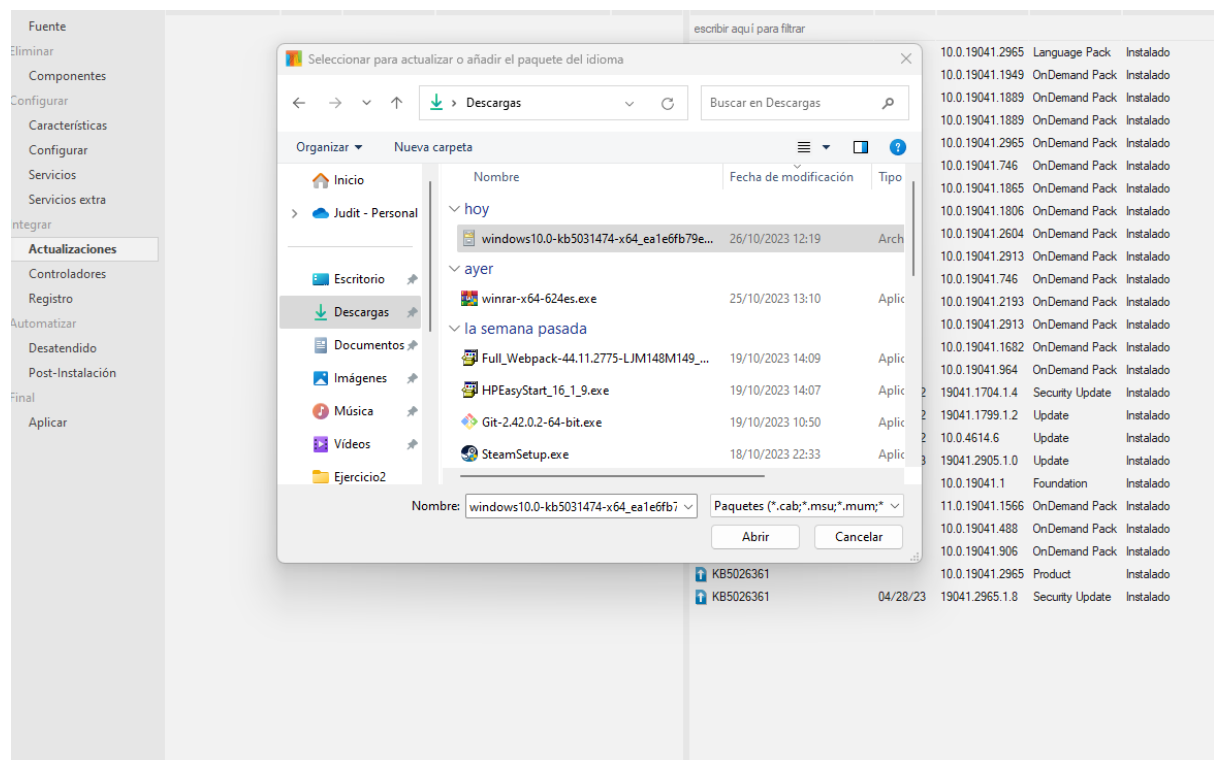 Fuente
Eliminar
Componentes
Configurar
Características
Configurar
Servicios
Servicios extra
Integrar
Actualizaciones
Controladores
Registro
Automatizar
Desatendido
Post-Instalación
Final
Aplicar
Seleccionar para actualizar o añadir el paquete del idioma
Descargas
Buscar en Descargas
Organizar
Nueva carpeta
Inicio
Judit - Personal
Escritorio
Descargas
Documentos
Imágenes
Música
Vídeos
Ejercicio2
Nombre Fecha de modificación Tipo
hoy
windows10.0-kb5031474-x64_ea1e6fb79e... 26/10/2023 12:19 Arch
ayer
winrar-x64-624es.exe 25/10/2023 13:10 Aplic
la semana pasada
Full_Webpack-44.11.2775-LJM148M149_... 19/10/2023 14:09 Aplic
HPEasyStart_16_1_9.exe 19/10/2023 14:07 Aplic
Git-2.42.0.2-64-bit.exe 19/10/2023 10:50 Aplic
SteamSetup.exe 18/10/2023 22:33 Aplic
Nombre: windows10.0-kb5031474-x64_ea1e6fb7 Paquetes (*.cab;*.msu;*.mum;*
Abrir Cancelar
escribir aquí para filtrar
10.0.19041.2965 Language Pack Instalado
10.0.19041.1949 OnDemand Pack Instalado
10.0.19041.1889 OnDemand Pack Instalado
10.0.19041.1889 OnDemand Pack Instalado
10.0.19041.2965 OnDemand Pack Instalado
10.0.19041.746 OnDemand Pack Instalado
10.0.19041.1865 OnDemand Pack Instalado
10.0.19041.1806 OnDemand Pack Instalado
10.0.19041.2604 OnDemand Pack Instalado
10.0.19041.2913 OnDemand Pack Instalado
10.0.19041.746 OnDemand Pack Instalado
10.0.19041.2193 OnDemand Pack Instalado
10.0.19041.2913 OnDemand Pack Instalado
10.0.19041.1682 OnDemand Pack Instalado
10.0.19041.964 OnDemand Pack Instalado
2 19041.1704.1.4 Security Update Instalado
2 19041.1799.1.2 Update Instalado
2 10.0.4614.6 Update Instalado
3 19041.2905.1.0 Update Instalado
10.0.19041.1 Foundation Instalado
11.0.19041.1566 OnDemand Pack Instalado
10.0.19041.488 OnDemand Pack Instalado
10.0.19041.906 OnDemand Pack Instalado
KB5026361 10.0.19041.2965 Product Instalado
KB5026361 04/28/23 19041.2965.1.8 Security Update Instalado